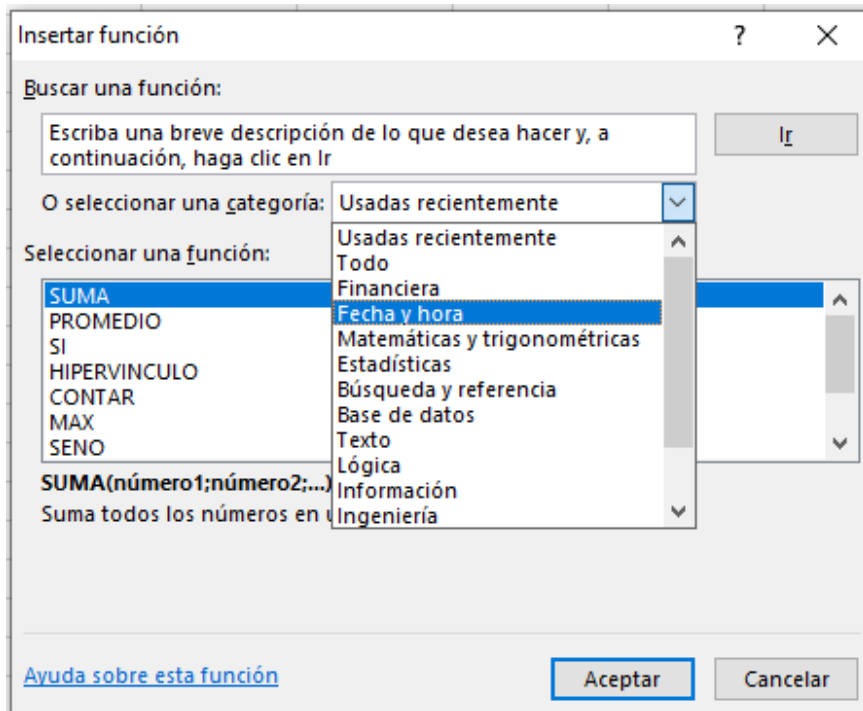 Insertar función
?
Buscar una función:
Escriba una breve descripción de lo que desea hacer y, a
continuación, haga clic en Ir
Ir
O seleccionar una categoría:
Usadas recientemente
Usadas recientemente
Todo
Financiera
Fecha y hora
Matemáticas y trigonométricas
Estadísticas
Búsqueda y referencia
Base de datos
Texto
Lógica
Información
Ingeniería
Seleccionar una función:
SUMA
PROMEDIO
SI
HIPERVINCULO
CONTAR
MAX
SENO
SUMA(número1;número2;...)
Suma todos los números en
Ayuda sobre esta función
Aceptar
Cancelar